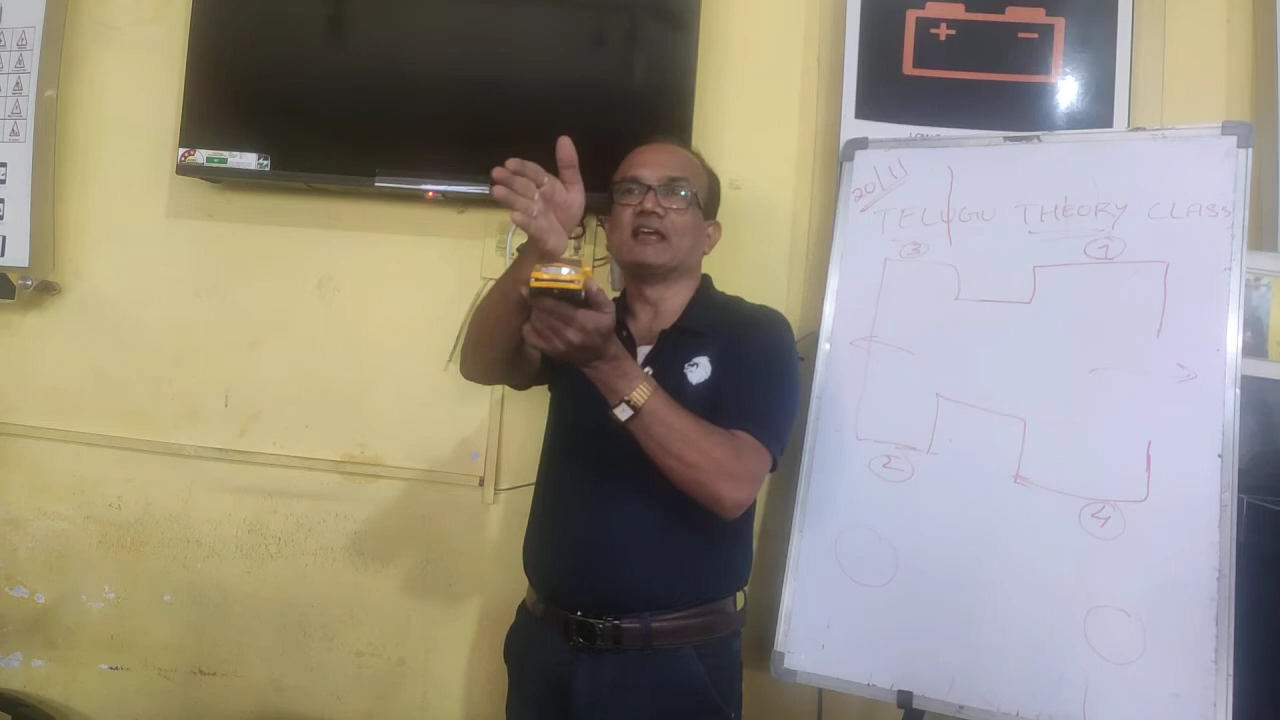 + −
20/11
TELUGU THEORY CLASS
3 1
2 4